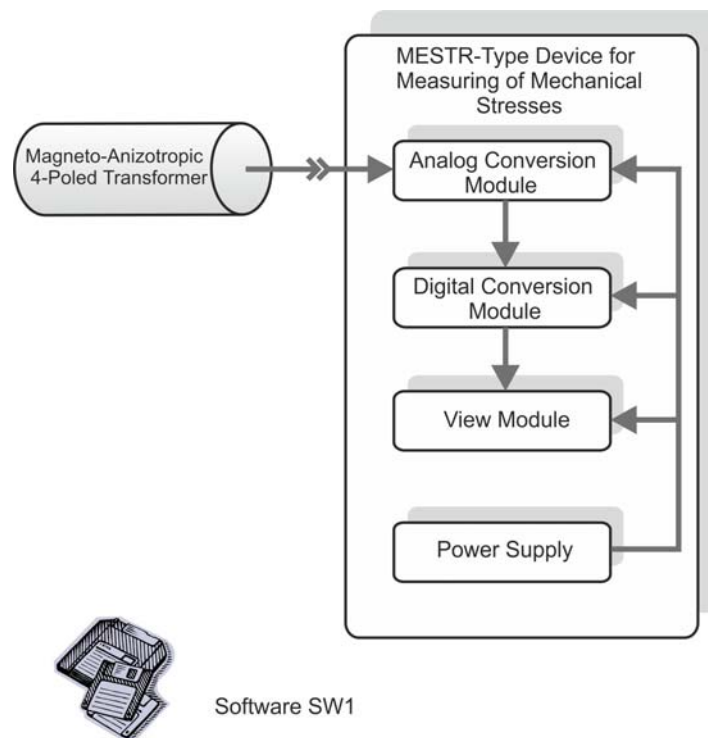 MESTR-Type Device for
Measuring of Mechanical
Stresses
Magneto-Anizotropic
4-Poled Transformer
Analog Conversion
Module
Digital Conversion
Module
View Module
Power Supply
Software SW1